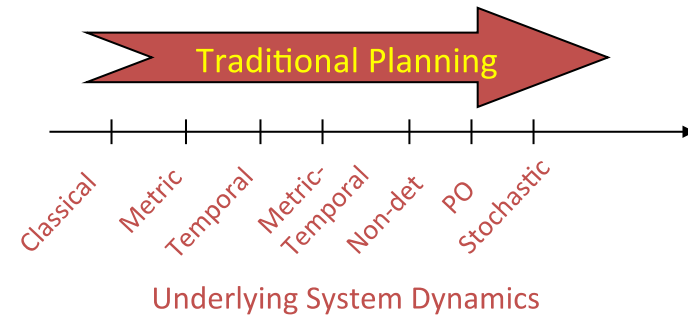 Traditional Planning
Classical
Metric
Temporal
Metric-
Temporal
Non-det
PO
Stochastic
Underlying System Dynamics